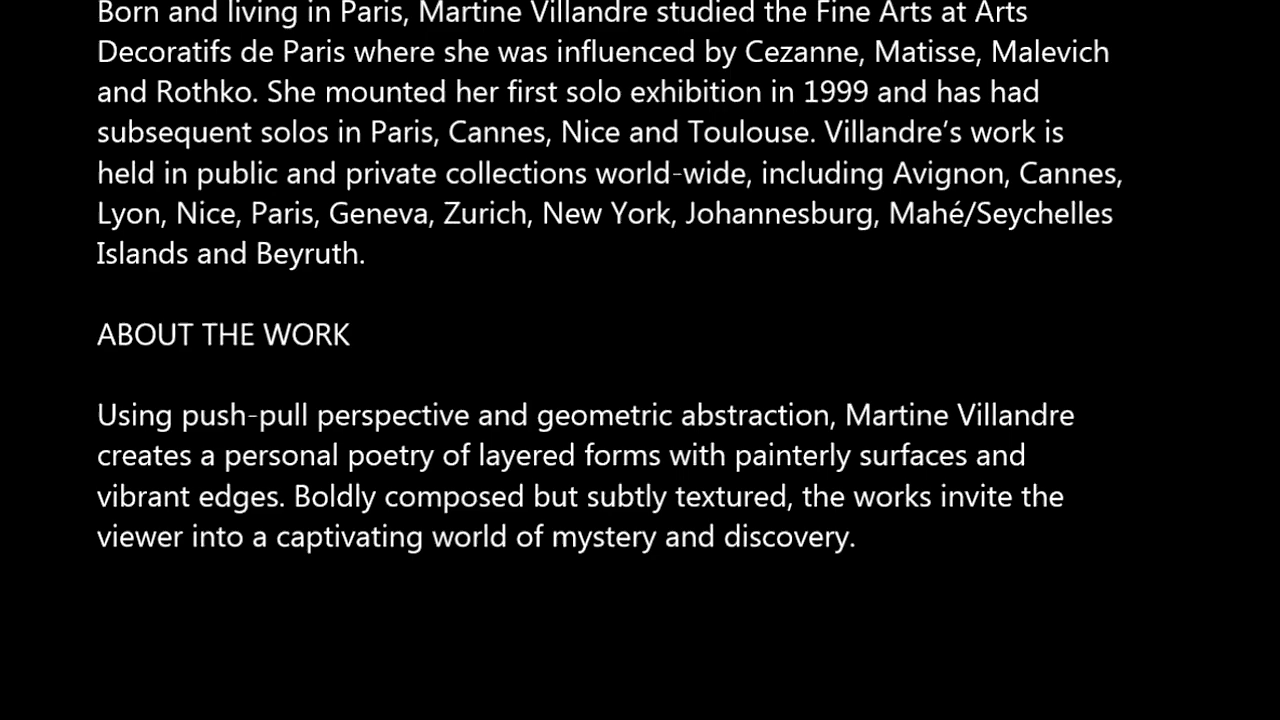 Born and living in Paris, Martine Villandre studied the Fine Arts at Arts
Decoratifs de Paris where she was influenced by Cezanne, Matisse, Malevich
and Rothko. She mounted her first solo exhibition in 1999 and has had
subsequent solos in Paris, Cannes, Nice and Toulouse. Villandre’s work is
held in public and private collections world-wide, including Avignon, Cannes,
Lyon, Nice, Paris, Geneva, Zurich, New York, Johannesburg, Mahé/Seychelles
Islands and Beyruth.
ABOUT THE WORK
Using push-pull perspective and geometric abstraction, Martine Villandre
creates a personal poetry of layered forms with painterly surfaces and
vibrant edges. Boldly composed but subtly textured, the works invite the
viewer into a captivating world of mystery and discovery.